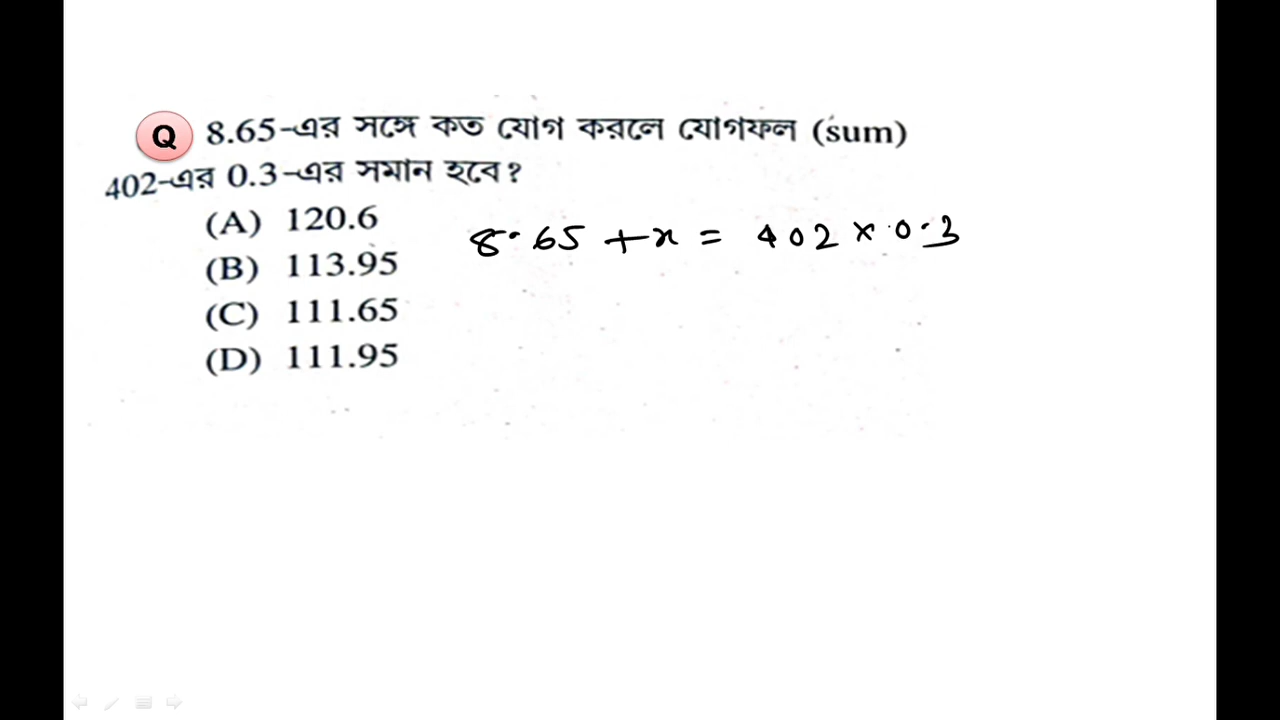 Q 8.65-এর সঙ্গে কত যোগ করলে যোগফল (sum)
402-এর 0.3-এর সমান হবে?
(A) 120.6
8.65 + x = 402 × 0.3
(B) 113.95
(C) 111.65
(D) 111.95